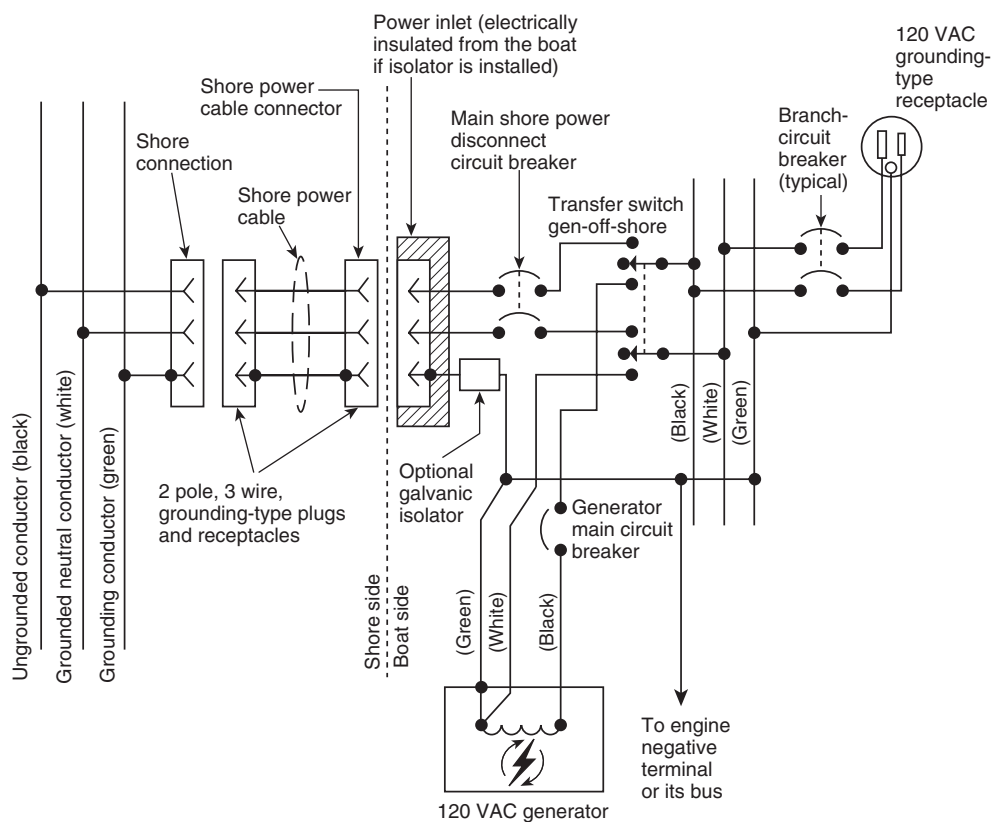 Power inlet (electrically
insulated from the boat
if isolator is installed)
120 VAC
grounding-
type
receptacle
Shore power
cable connector
Main shore power
disconnect
circuit breaker
Branch-
circuit
breaker
(typical)
Shore
connection
Shore power
cable
Transfer switch
gen-off-shore
Ungrounded conductor (black)
Grounded neutral conductor (white)
Grounding conductor (green)
2 pole, 3 wire,
grounding-type plugs
and receptacles
Optional
galvanic
isolator
(Black)
(White)
(Green)
Generator
main circuit
breaker
Shore side
Boat side
(Green)
(White)
(Black)
To engine
negative
terminal
or its bus
120 VAC generator